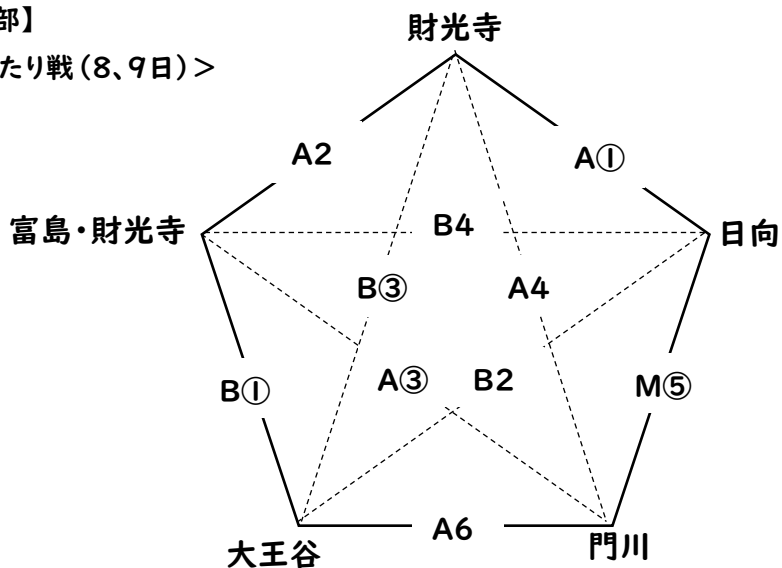 部】
たり戦(8、9日)>
財光寺
A2
A①
富島・財光寺
B4
日向
B③
A4
B①
A③
B2
M⑤
A6
大王谷
門川